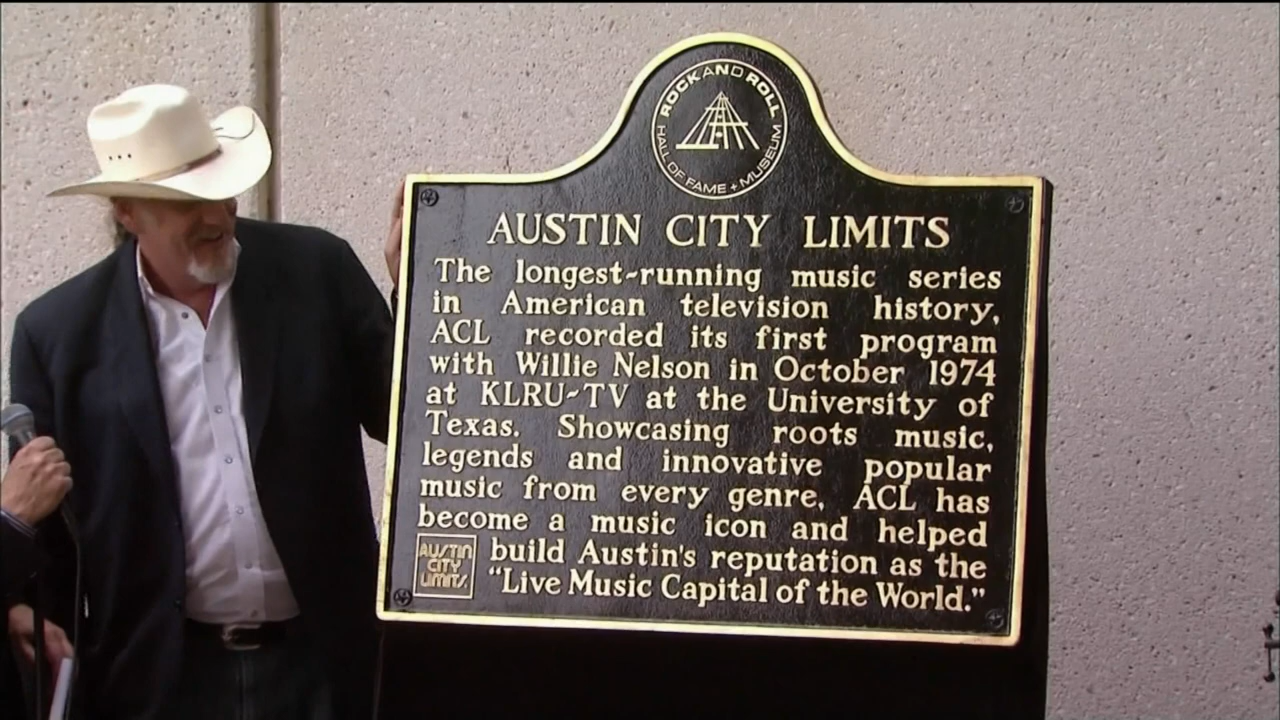 ROCK AND ROLL
HALL OF FAME + MUSEUM
AUSTIN CITY LIMITS
The longest-running music series
in American television history,
ACL recorded its first program
with Willie Nelson in October 1974
at KLRU-TV at the University of
Texas. Showcasing roots music,
legends and innovative popular
music from every genre, ACL has
become a music icon and helped
build Austin's reputation as the
"Live Music Capital of the World."
AUSTIN
CITY
LIMITS